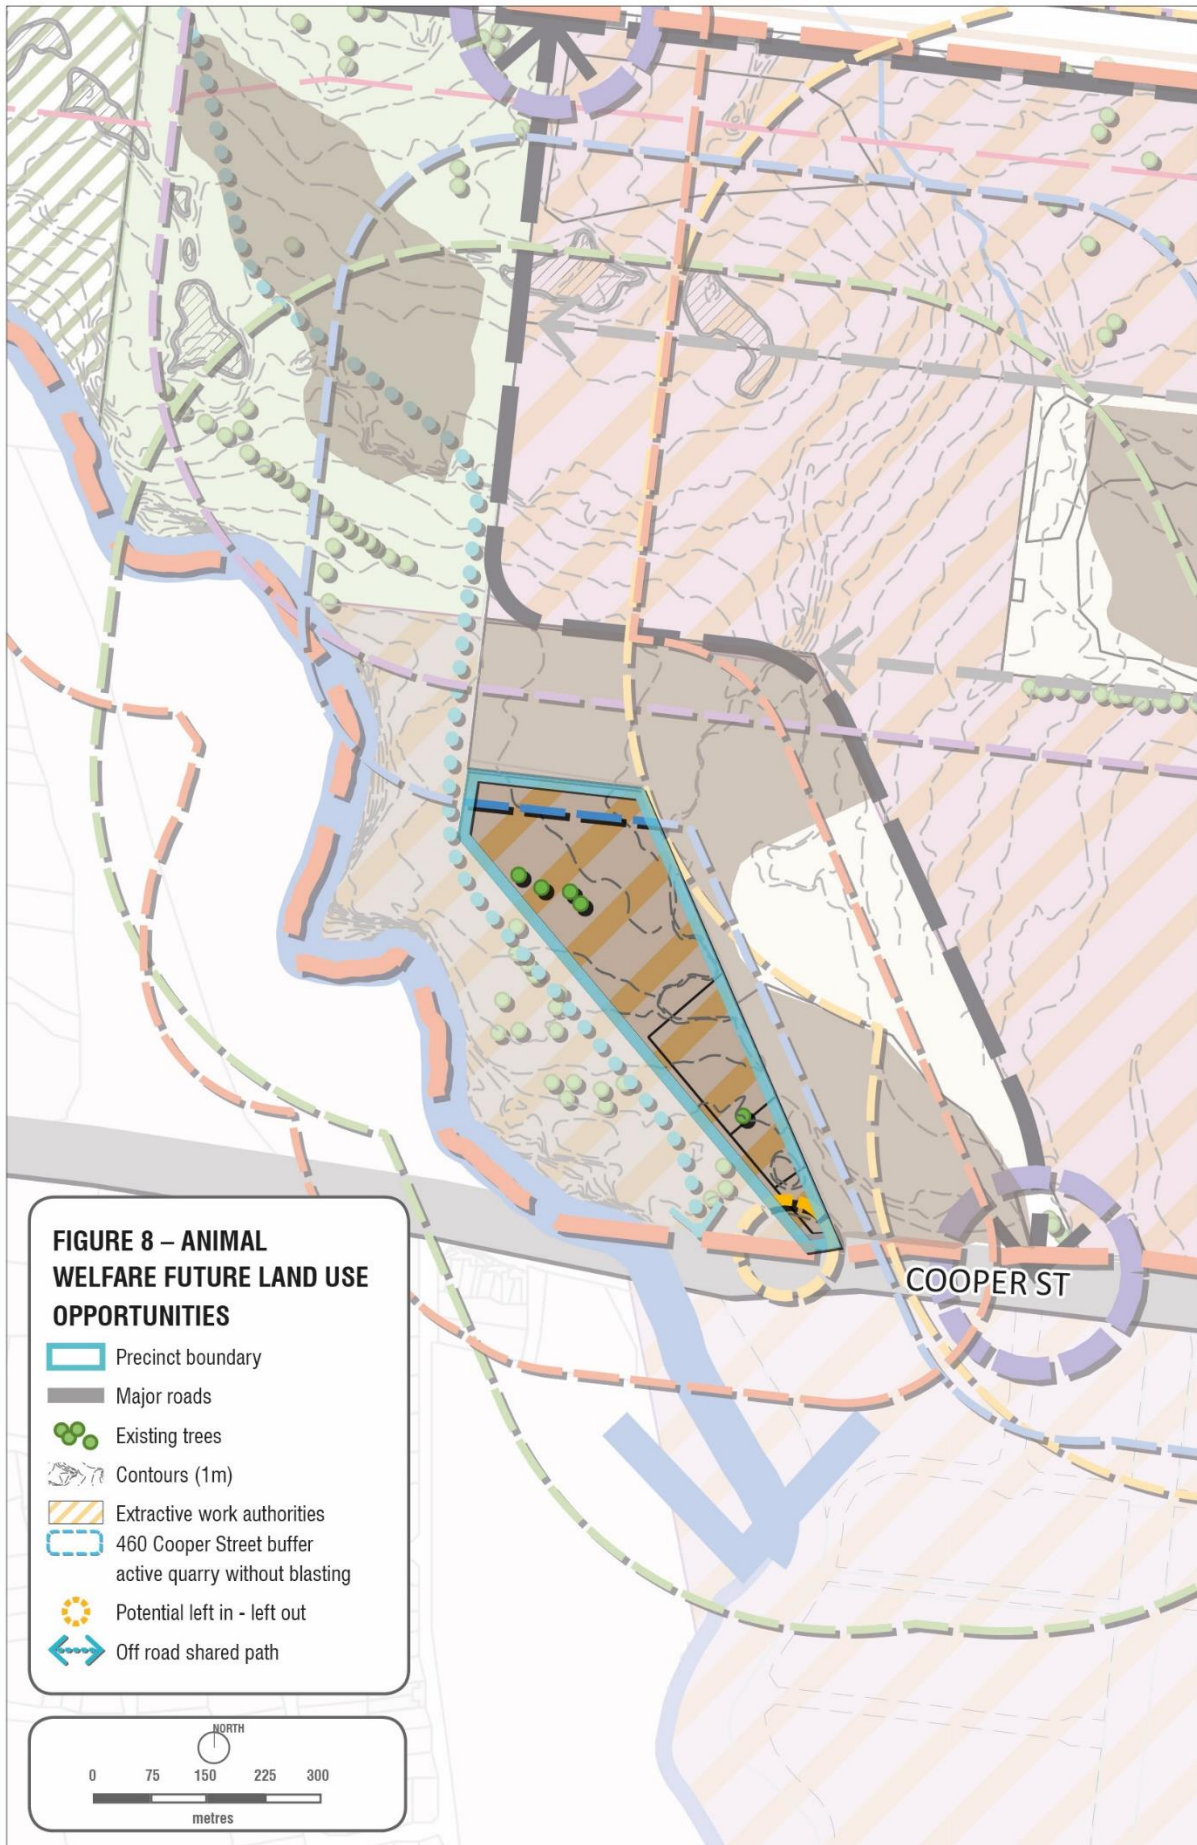 COOPER ST
FIGURE 8 – ANIMAL
WELFARE FUTURE LAND USE
OPPORTUNITIES
Precinct boundary
Major roads
Existing trees
Contours (1m)
Extractive work authorities
460 Cooper Street buffer
active quarry without blasting
Potential left in - left out
Off road shared path
NORTH
0 75 150 225 300
metres